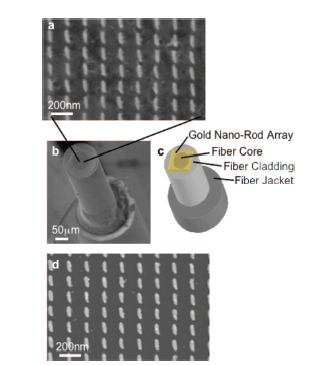 a
200nm
b
50µm
c
Gold Nano-Rod Array
Fiber Core
Fiber Cladding
Fiber Jacket
d
200nm